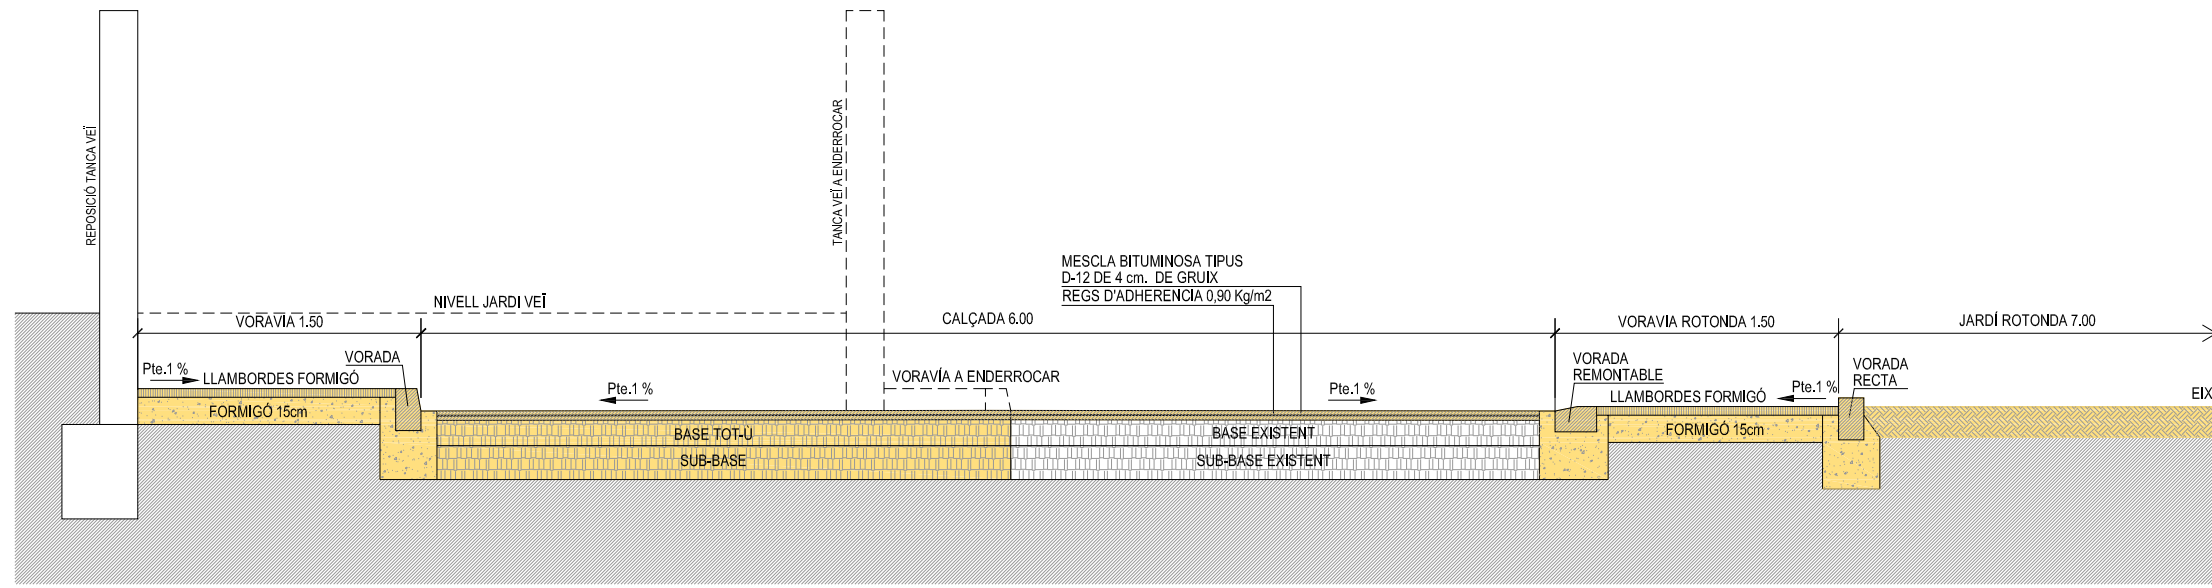 REPOSICIÓ TANCA VEÏ
TANCA VEÏ A ENDERROCAR
MESCLA BITUMINOSA TIPUS
D-12 DE 4 cm. DE GRUIX
REGS D'ADHERENCIA 0,90 Kg/m2
NIVELL JARDI VEÏ
VORAVIA 1.50
CALÇADA 6.00
VORAVIA ROTONDA 1.50
JARDÍ ROTONDA 7.00
Pte.1 %
VORADA
LLAMBORDES FORMIGÓ
FORMIGÓ 15cm
Pte.1 %
VORAVÍA A ENDERROCAR
Pte.1 %
VORADA
REMONTABLE
LLAMBORDES FORMIGÓ
Pte.1 %
VORADA
RECTA
EIX
BASE TOT-Ù
SUB-BASE
BASE EXISTENT
SUB-BASE EXISTENT
FORMIGÓ 15cm